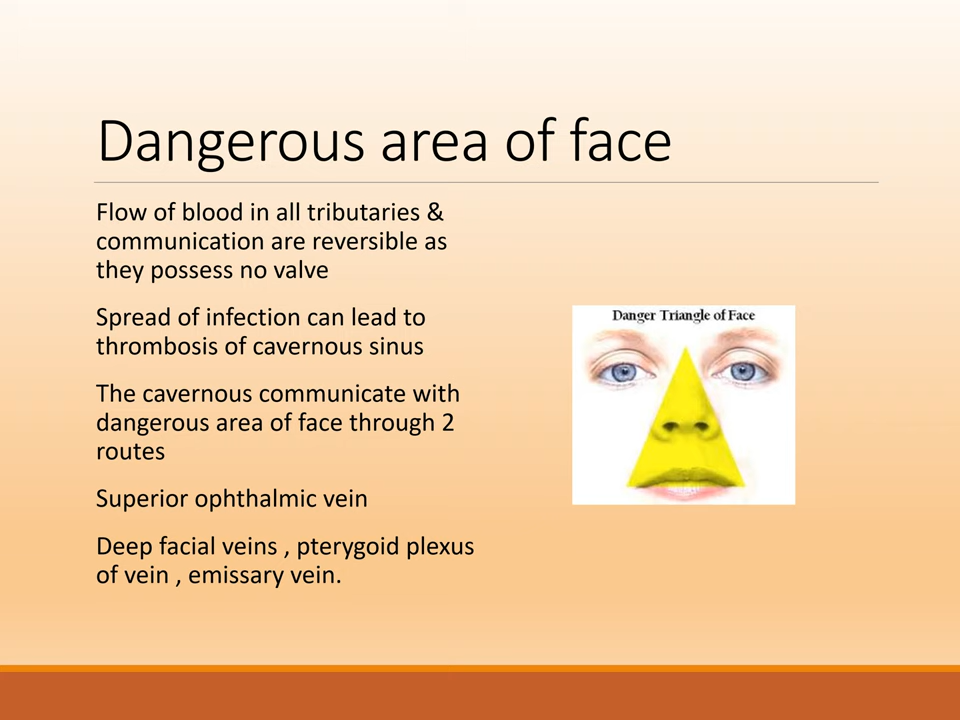 Dangerous area of face
Flow of blood in all tributaries &
communication are reversible as
they possess no valve
Spread of infection can lead to
thrombosis of cavernous sinus
The cavernous communicate with
dangerous area of face through 2
routes
Superior ophthalmic vein
Deep facial veins , pterygoid plexus
of vein , emissary vein.
Danger Triangle of Face